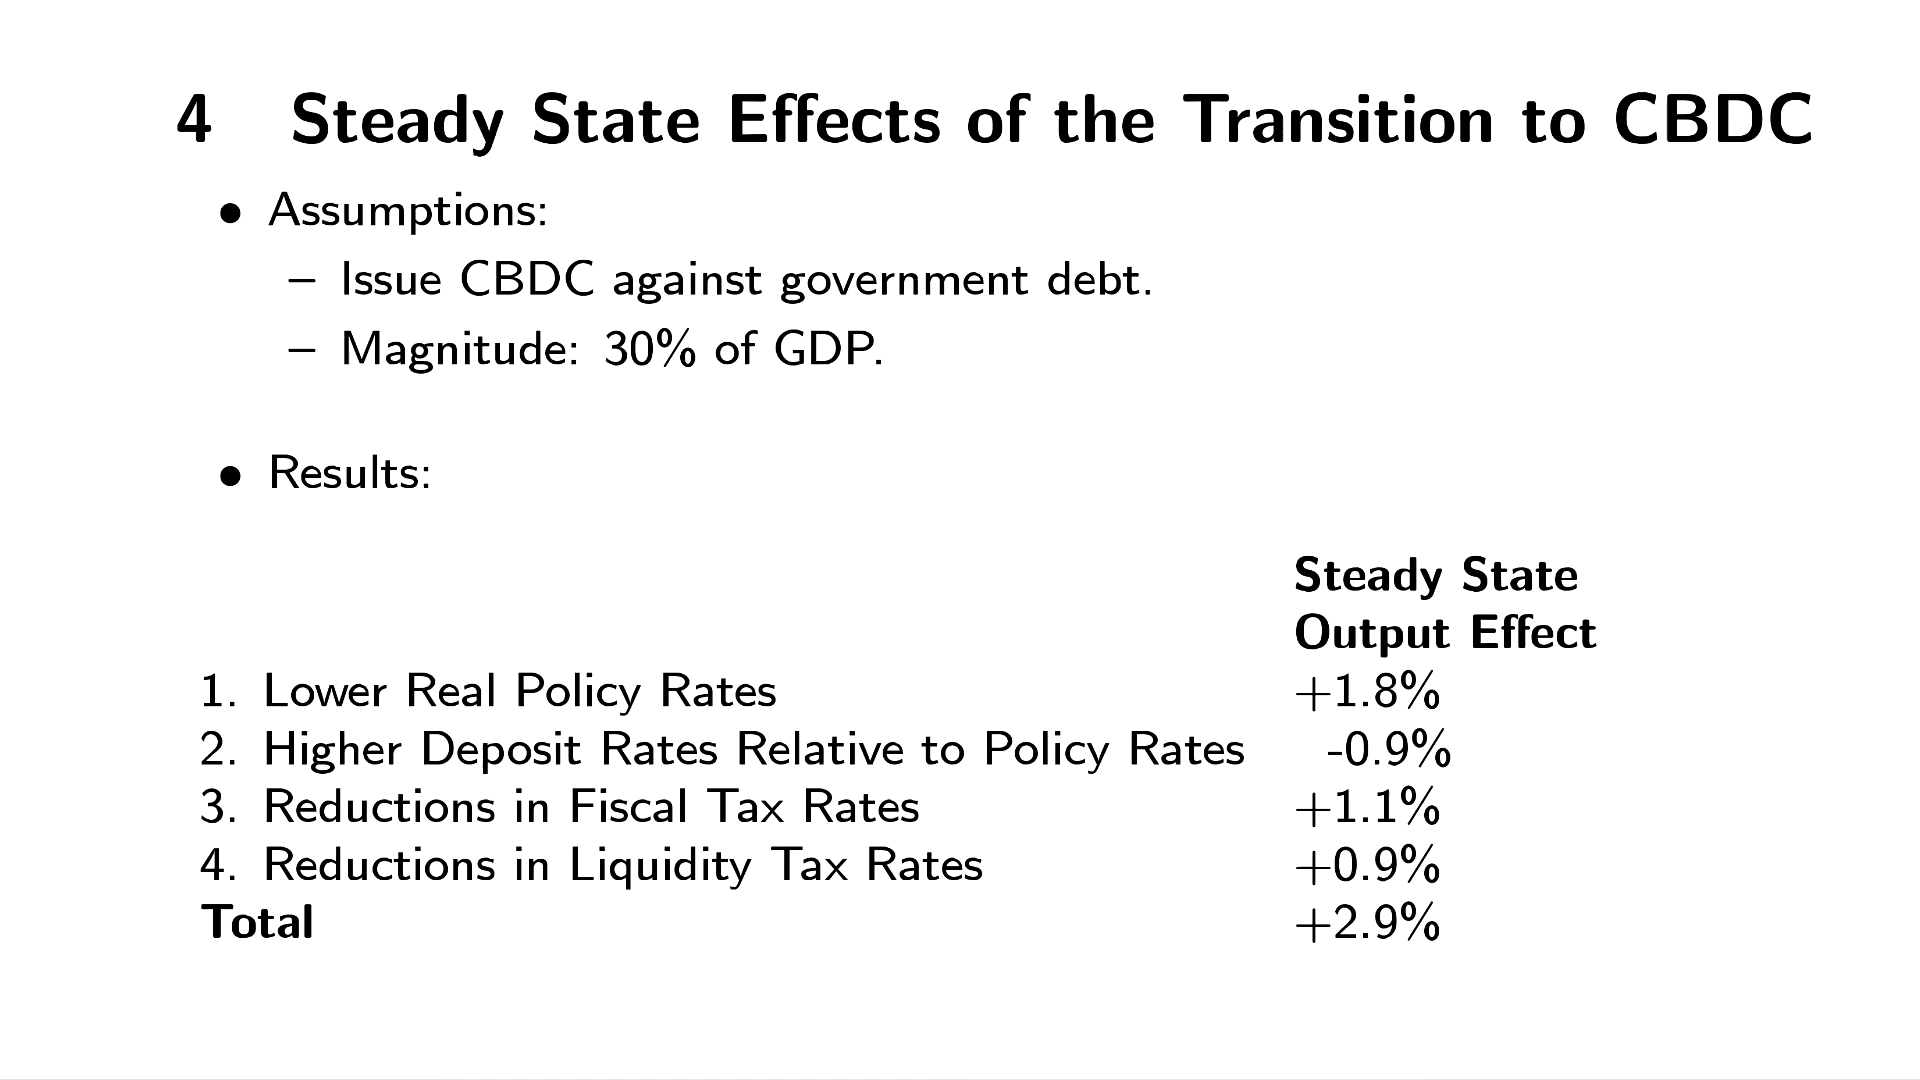 4 Steady State Effects of the Transition to CBDC
• Assumptions:
– Issue CBDC against government debt.
– Magnitude: 30% of GDP.
• Results:
Steady State
Output Effect
1. Lower Real Policy Rates +1.8%
2. Higher Deposit Rates Relative to Policy Rates -0.9%
3. Reductions in Fiscal Tax Rates +1.1%
4. Reductions in Liquidity Tax Rates +0.9%
Total +2.9%